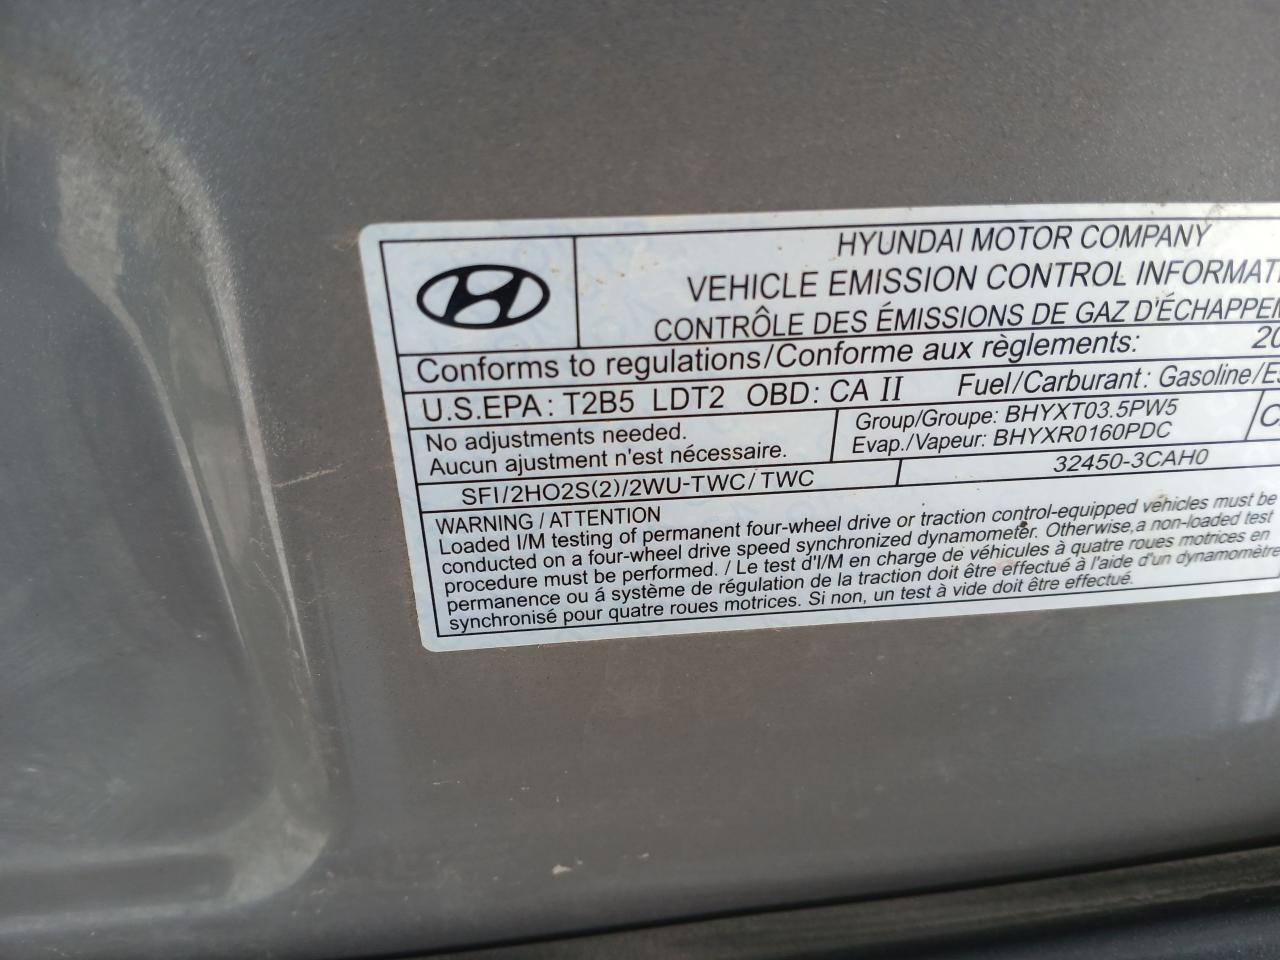 HYUNDAI MOTOR COMPANY
VEHICLE EMISSION CONTROL INFORMATI
CONTRÔLE DES ÉMISSIONS DE GAZ D'ÉCHAPPEN
Conforms to regulations/Conforme aux règlements: 20
U.S.EPA: T2B5 LDT2 OBD: CA II Fuel/Carburant: Gasoline/Es
No adjustments needed.
Aucun ajustment n'est nécessaire.
Group/Groupe: BHYXT03.5PW5
Evap./Vapeur: BHYXR0160PDC
C
SFI/2HO2S(2)/2WU-TWC/TWC
32450-3CAH0
WARNING / ATTENTION
Loaded I/M testing of permanent four-wheel drive or traction control-equipped vehicles must be
conducted on a four-wheel drive speed synchronized dynamometer. Otherwise, a non-loaded test
procedure must be performed. / Le test d'I/M en charge de véhicules à quatre roues motrices en
permanence ou á système de régulation de la traction doit être effectué à l'aide d'un dynamomètre
synchronisé pour quatre roues motrices. Si non, un test à vide doit être effectué.